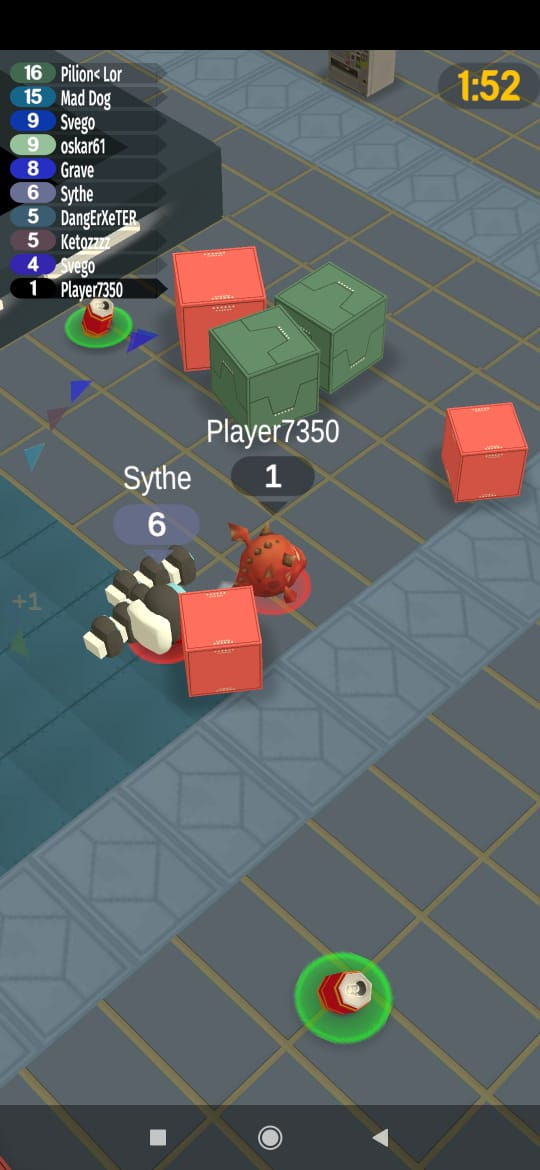 16 Pilion< Lor
1:52
15 Mad Dog
9 Svego
9 oskar61
8 Grave
6 Sythe
5 DangErXeTER
5 Ketozzzz
4 Svego
1 Player7350
Player7350
1
Sythe
6
+1